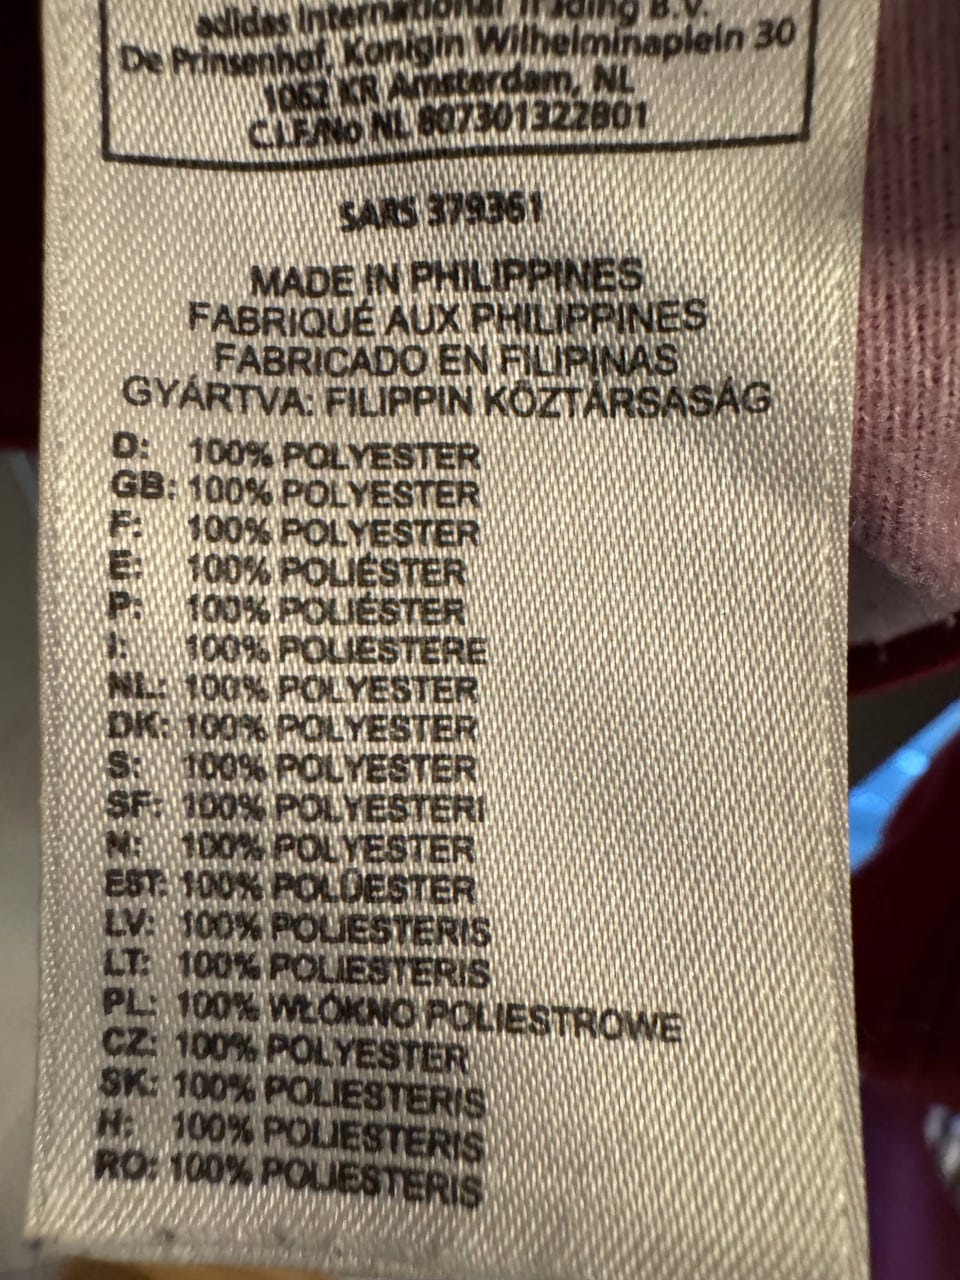 adidas International Trading B.V.
De Prinsenhof, Konigin Wilhelminaplein 30
1062 KR Amsterdam, NL
C.I.F./No NL 807301322B01
SARS 379361
MADE IN PHILIPPINES
FABRIQUÉ AUX PHILIPPINES
FABRICADO EN FILIPINAS
GYÁRTVA: FILIPPIN KÖZTÁRSASÁG
D: 100% POLYESTER
GB: 100% POLYESTER
F: 100% POLYESTER
E: 100% POLIÉSTER
P: 100% POLIÉSTER
I: 100% POLIESTERE
NL: 100% POLYESTER
DK: 100% POLYESTER
S: 100% POLYESTER
SF: 100% POLYESTERI
N: 100% POLYESTER
EST: 100% POLÜESTER
LV: 100% POLIESTERIS
LT: 100% POLIESTERIS
PL: 100% WŁÓKNO POLIESTROWE
CZ: 100% POLYESTER
SK: 100% POLIESTERIS
H: 100% POLIESTERIS
RO: 100% POLIESTERIS